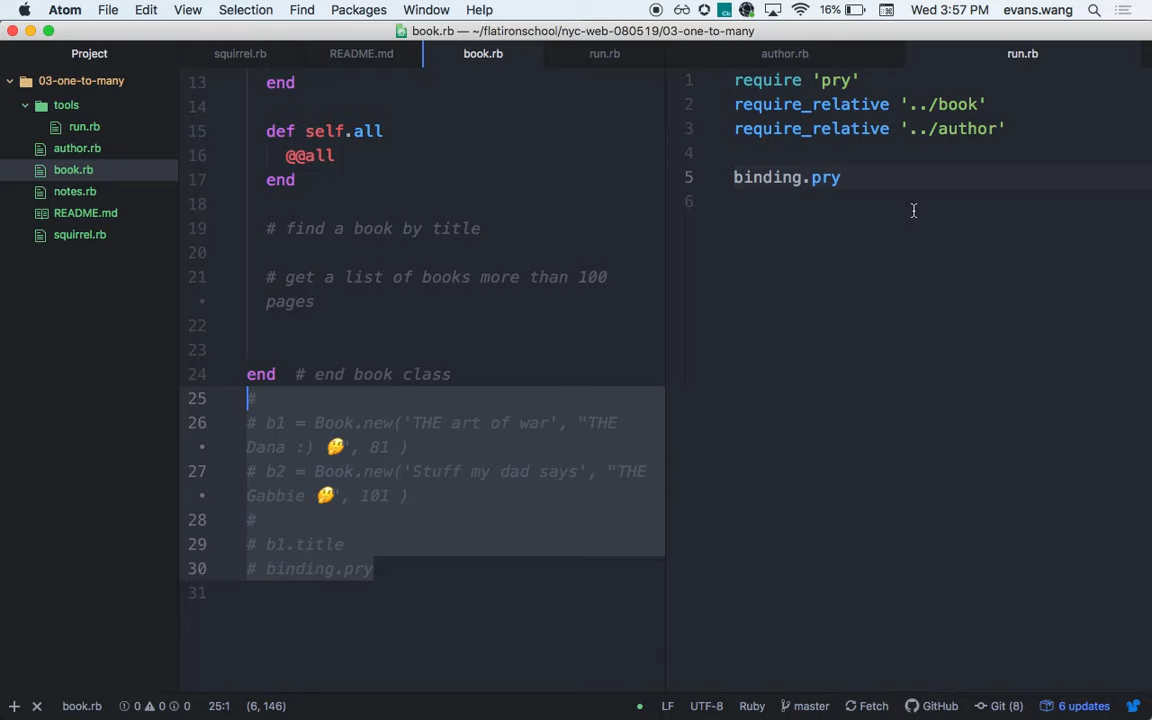 Atom File Edit View Selection Find Packages Window Help 16% Wed 3:57 PM evans.wang
book.rb — ~/flatironschool/nyc-web-080519/03-one-to-many
Project
squirrel.rb README.md book.rb run.rb author.rb run.rb
03-one-to-many
tools
run.rb
author.rb
book.rb
notes.rb
README.md
squirrel.rb
13 end
14
15 def self.all
16 @@all
17 end
18
19 # find a book by title
20
21 # get a list of books more than 100
• pages
22
23
24 end # end book class
25 #
26 # b1 = Book.new('THE art of war', "THE
• Dana :) 🤔", 81 )
27 # b2 = Book.new('Stuff my dad says', "THE
• Gabbie 🤔", 101 )
28 #
29 # b1.title
30 # binding.pry
31
1 require 'pry'
2 require_relative '../book'
3 require_relative '../author'
4
5 binding.pry
6
book.rb 0 0 0 25:1 (6, 146) LF UTF-8 Ruby master Fetch GitHub Git (8) 6 updates